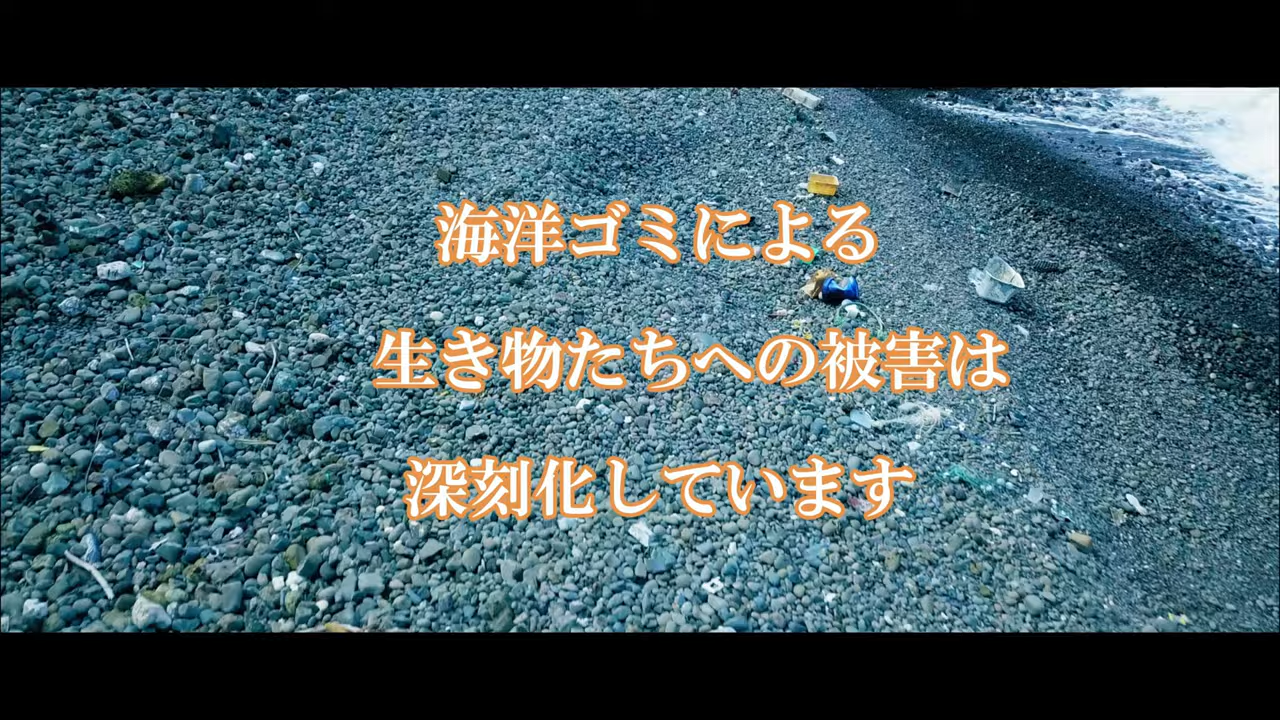 海洋ゴミによる
生き物たちへの被害は
深刻化しています